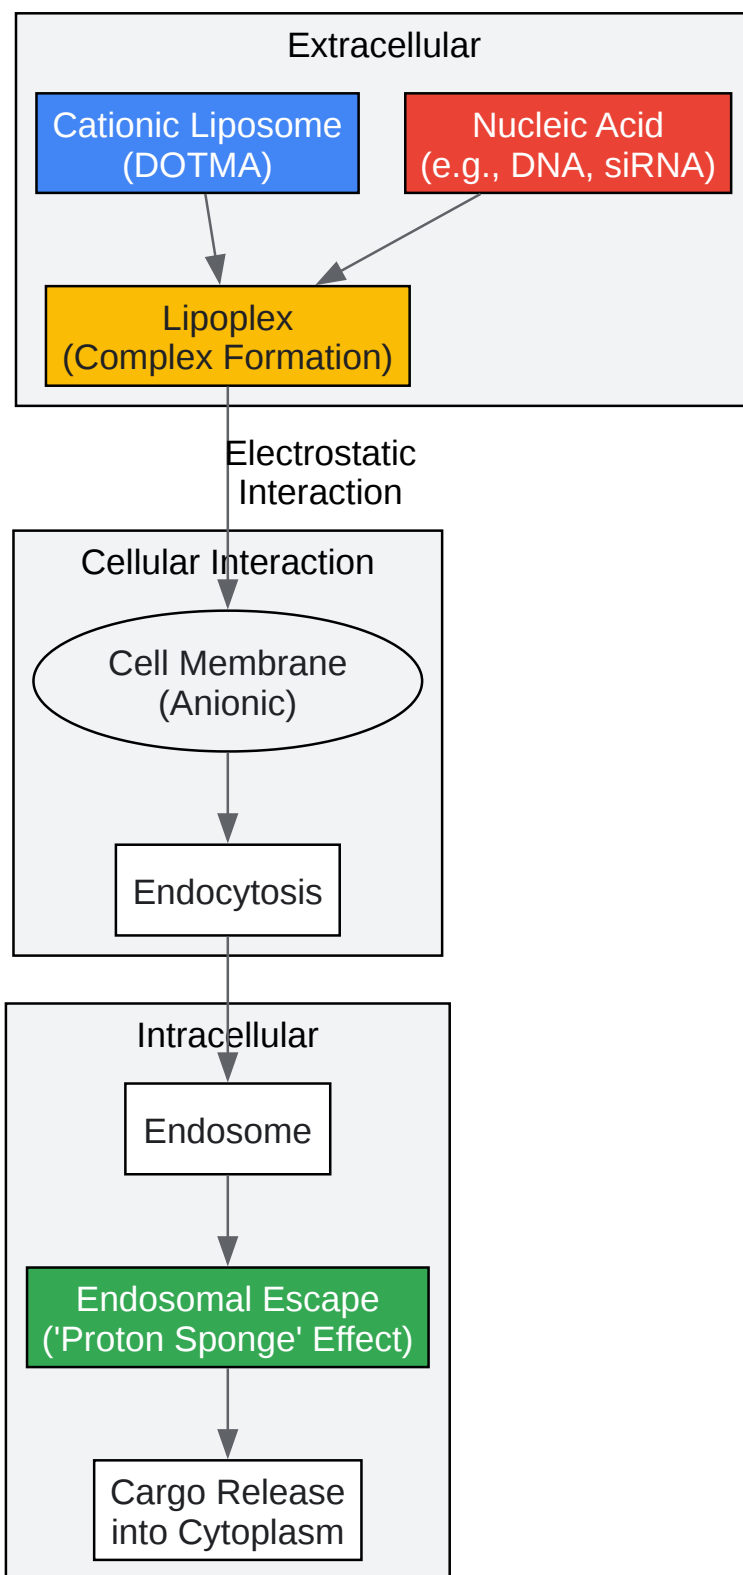 Extracellular
Cationic Liposome
(DOTMA)
Nucleic Acid
(e.g., DNA, siRNA)
Lipoplex
(Complex Formation)
Electrostatic
Interaction
Cellular Interaction
Cell Membrane
(Anionic)
Endocytosis
Intracellular
Endosome
Endosomal Escape
('Proton Sponge' Effect)
Cargo Release
into Cytoplasm